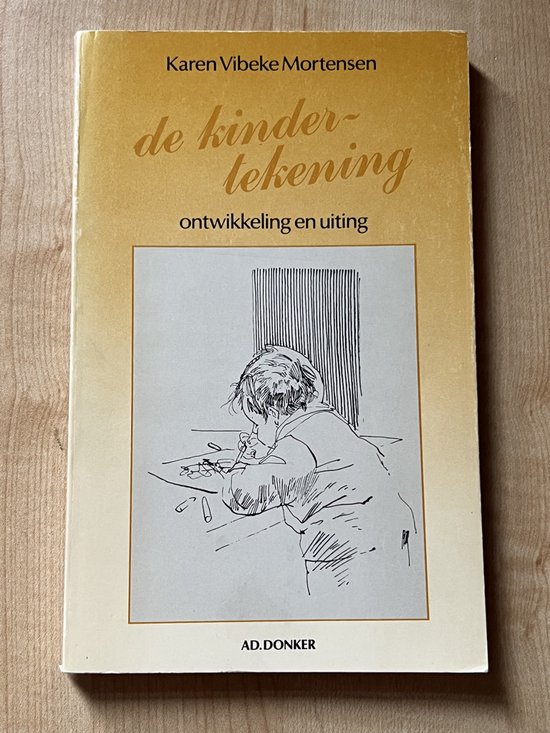 Karen Vibeke Mortensen
de kinder-
tekening
ontwikkeling en uiting
AD. DONKER